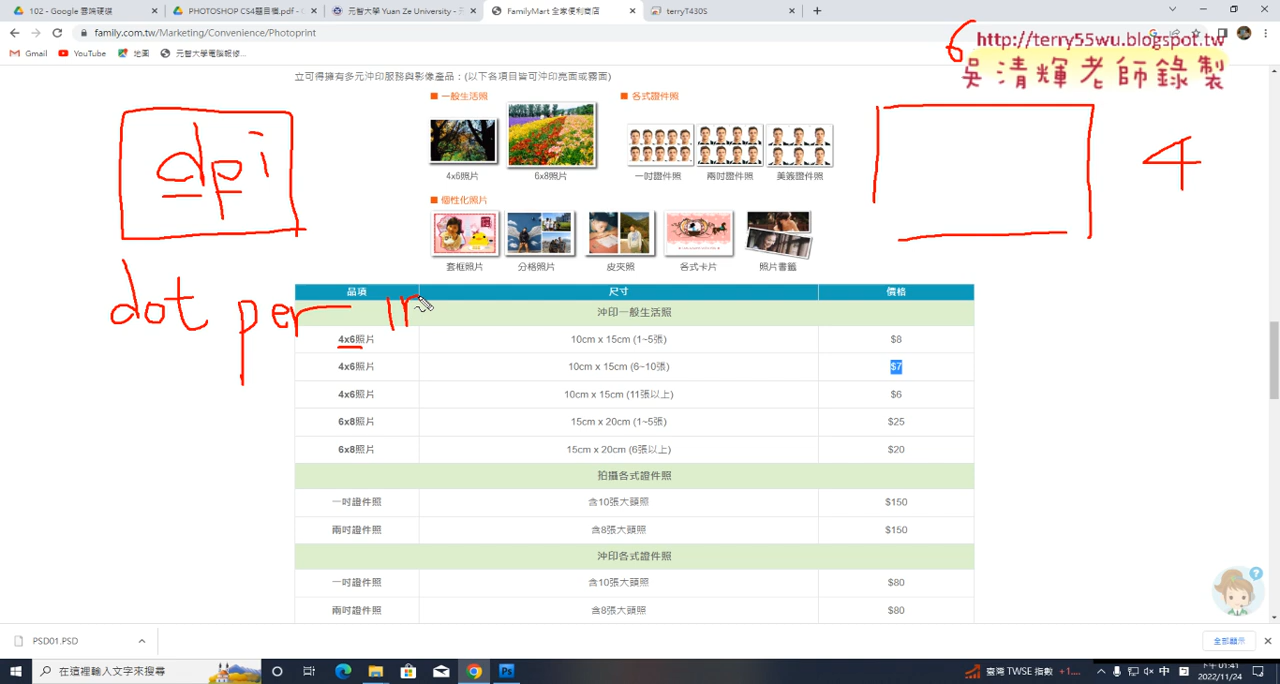 102 - Google 雲端硬碟
PHOTOSHOP CS4題目檔.pdf - G
元智大學 Yuan Ze University - 元
FamilyMart 全家便利商店
terryT430S
family.com.tw/Marketing/Convenience/Photoprint
Gmail
YouTube
地圖
元智大學電腦報修...
http://terry55wu.blogspot.tw
吳清輝老師錄製
6
4
dpi
dot per in
立可得擁有多元沖印服務與影像產品：(以下各項目皆可沖印亮面或霧面)
一般生活照
各式證件照
4x6照片
6x8照片
一吋證件照
兩吋證件照
美簽證件照
個性化照片
套框照片
分格照片
皮夾照
各式卡片
照片書籤
品項 尺寸 價格
沖印一般生活照
4x6照片 10cm x 15cm (1~5張) $8
4x6照片 10cm x 15cm (6~10張) $7
4x6照片 10cm x 15cm (11張以上) $6
6x8照片 15cm x 20cm (1~5張) $25
6x8照片 15cm x 20cm (6張以上) $20
拍攝各式證件照
一吋證件照 含10張大頭照 $150
兩吋證件照 含8張大頭照 $150
沖印各式證件照
一吋證件照 含10張大頭照 $80
兩吋證件照 含8張大頭照 $80
PSD01.PSD
全部顯示
在這裡輸入文字來搜尋
臺灣 TWSE 指數 +1....
中
下午 01:41
2022/11/24